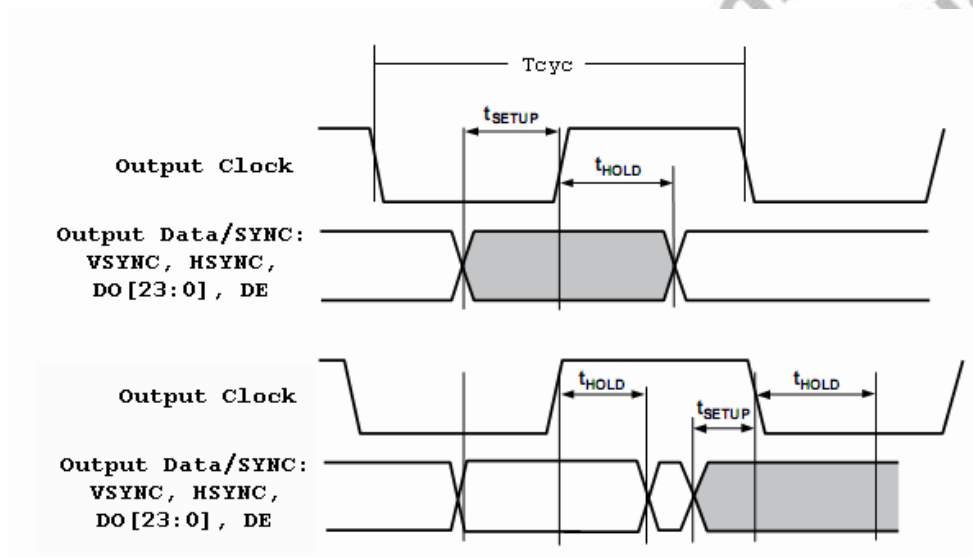 Tcyc
tSETUP
Output Clock
tHOLD
Output Data/SYNC:
VSYNC, HSYNC,
DO[23:0], DE
Output Clock
tHOLD
tHOLD
tSETUP
Output Data/SYNC:
VSYNC, HSYNC,
DO[23:0], DE